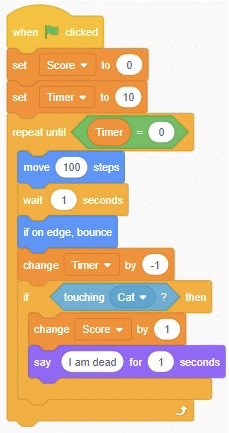 when clicked
set Score to 0
set Timer to 10
repeat until Timer = 0
move 100 steps
wait 1 seconds
if on edge, bounce
change Timer by -1
if touching Cat ? then
change Score by 1
say I am dead for 1 seconds